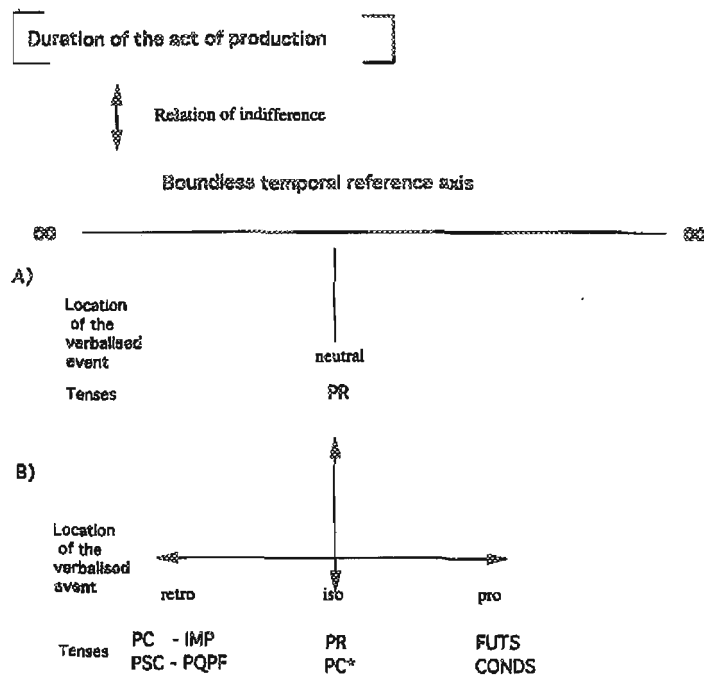 Duration of the act of production
Relation of indifference
Boundless temporal reference axis
∞ ∞
A)
Location
of the
verbalised
event
neutral
Tenses PR
B)
Location
of the
verbalised
event
retro iso pro
Tenses
PC - IMP PR FUTS
PSC - PQPF PC* CONDS